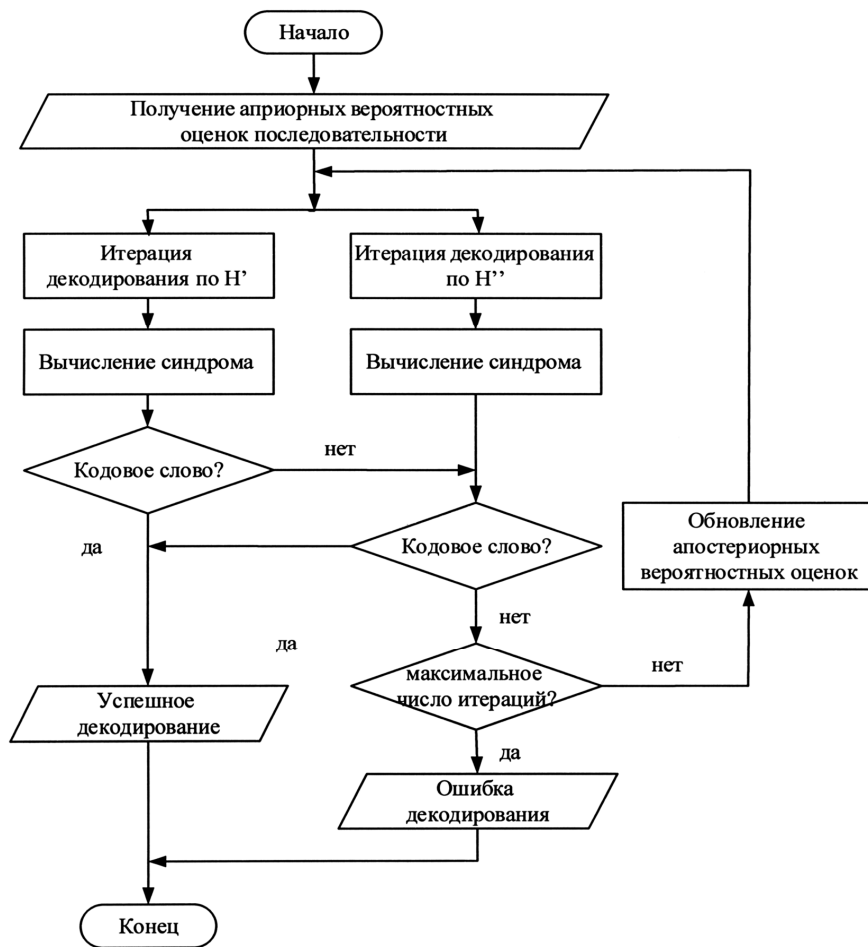 Начало
Получение априорных вероятностных
оценок последовательности
Итерация
декодирования по H'
Итерация декодирования
по H''
Вычисление синдрома
Вычисление синдрома
нет
Кодовое слово?
Кодовое слово?
да
Обновление
апостериорных
вероятностных оценок
нет
да
максимальное
число итераций?
нет
Успешное
декодирование
да
Ошибка
декодирования
Конец